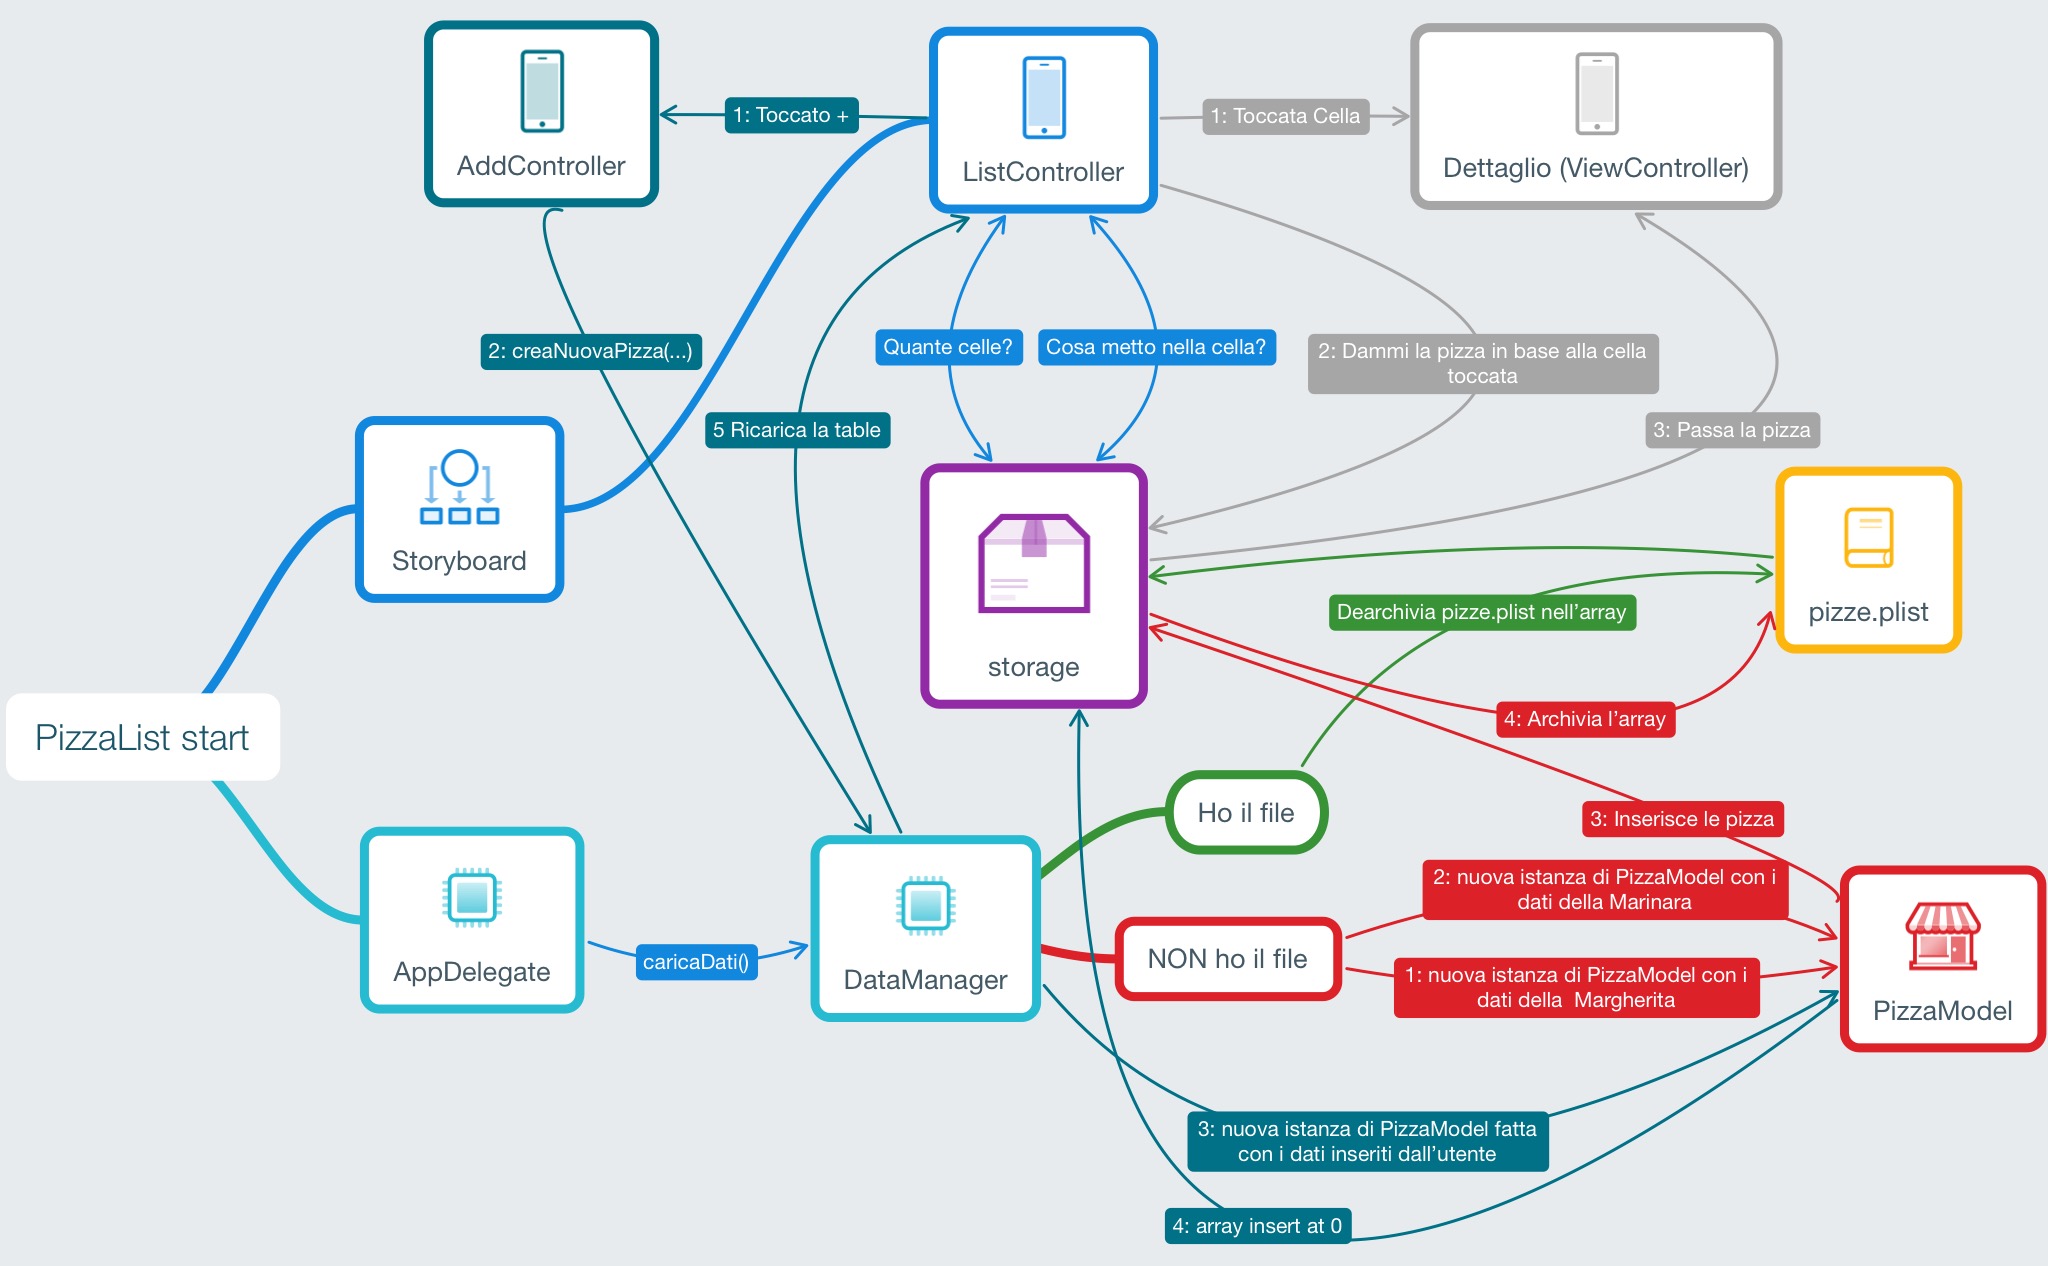 AddController
1: Toccato +
ListController
1: Toccata Cella
Dettaglio (ViewController)
2: creaNuovaPizza(...)
Quante celle?
Cosa metto nella cella?
2: Dammi la pizza in base alla cella
toccata
5 Ricarica la table
3: Passa la pizza
Storyboard
storage
Dearchivia pizze.plist nell'array
pizze.plist
PizzaList start
4: Archivia l'array
Ho il file
3: Inserisce le pizza
2: nuova istanza di PizzaModel con i
dati della Marinara
AppDelegate
caricaDati()
DataManager
NON ho il file
1: nuova istanza di PizzaModel con i
dati della  Margherita
PizzaModel
3: nuova istanza di PizzaModel fatta
con i dati inseriti dall'utente
4: array insert at 0